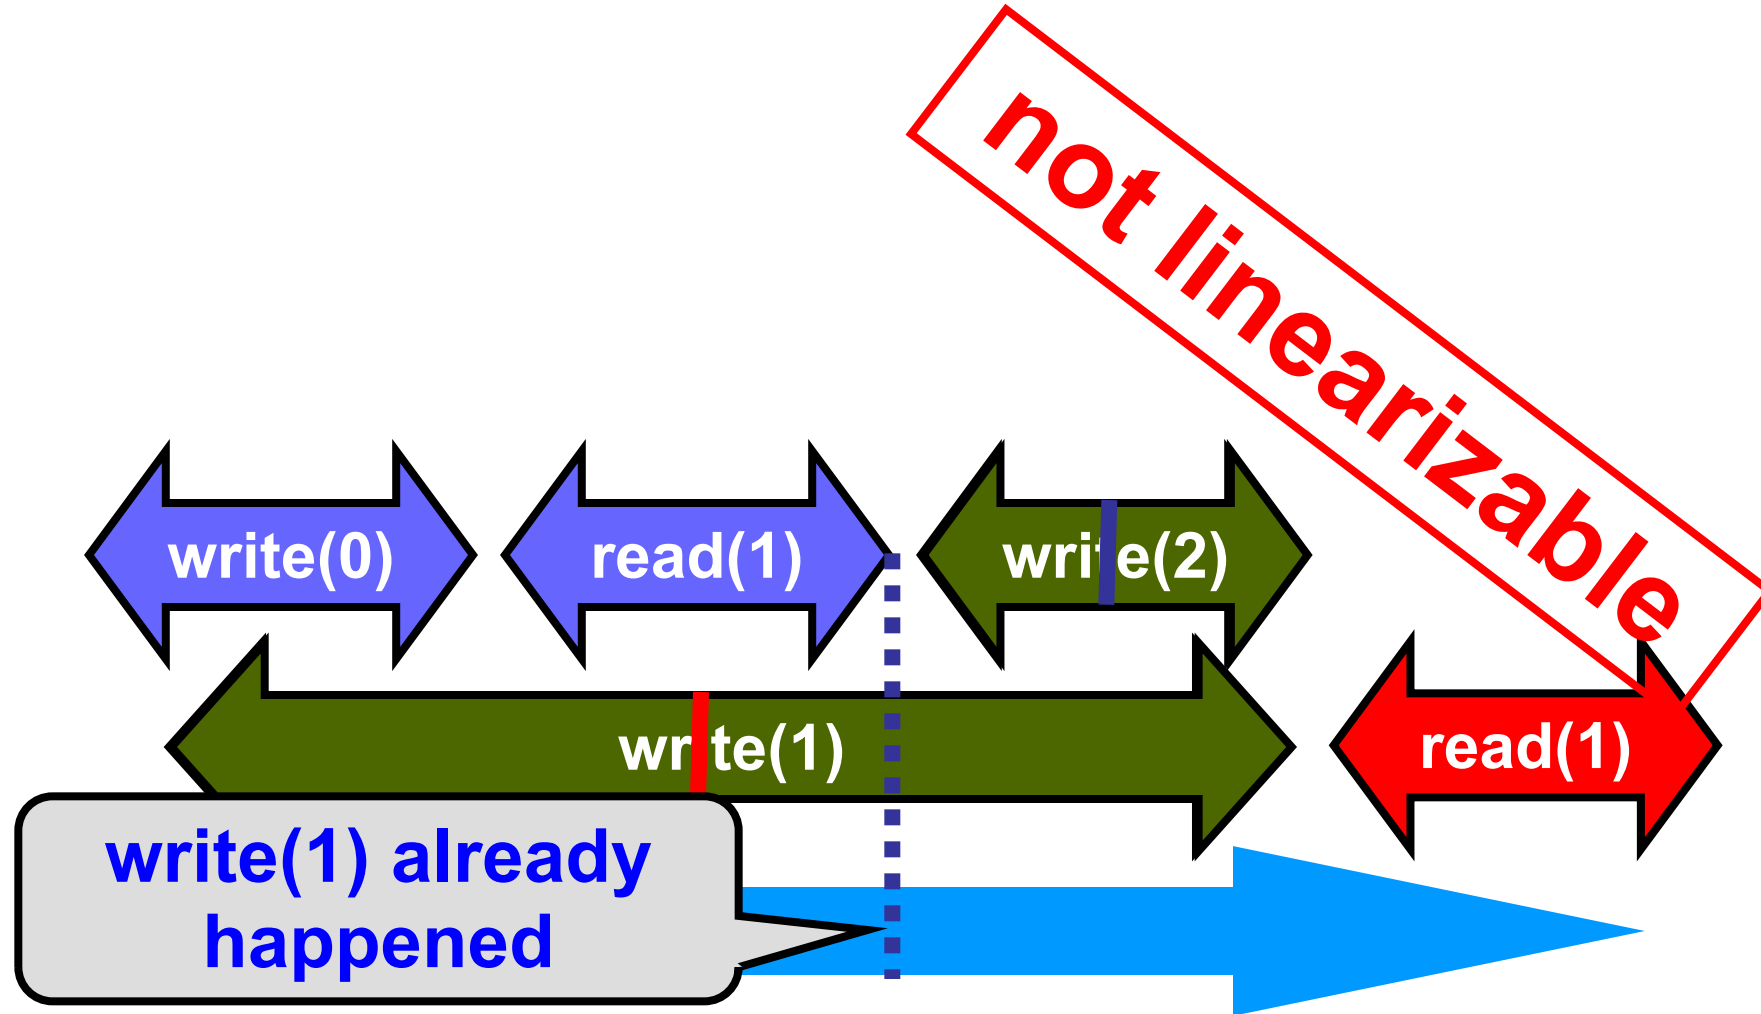 not linearizable
write(0)
read(1)
write(2)
write(1)
read(1)
write(1) already
happened